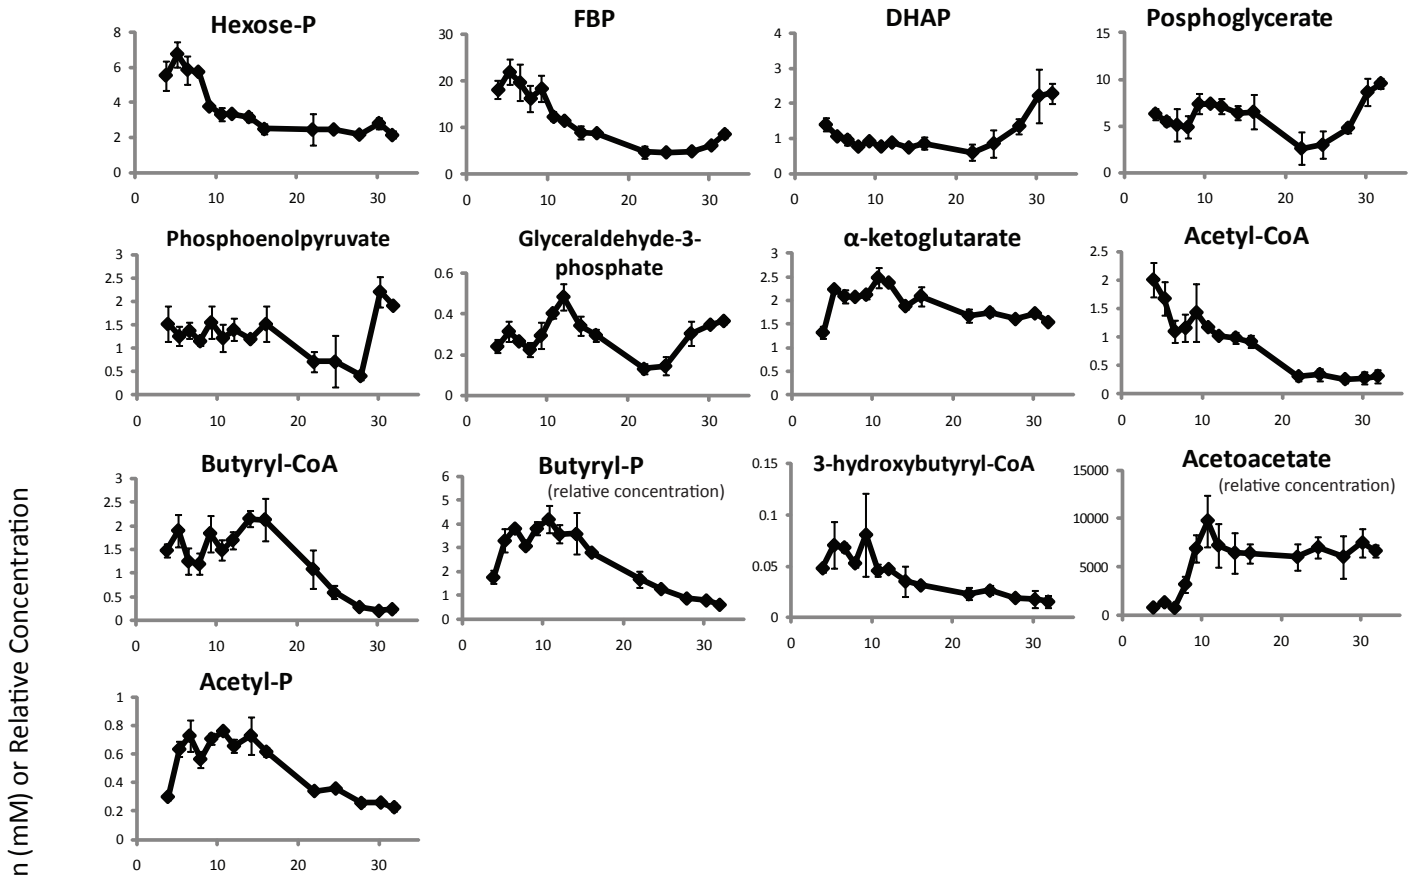 Hexose-P
8
6
4
2
0
0 10 20 30
FBP
30
20
10
0
0 10 20 30
DHAP
4
3
2
1
0
0 10 20 30
Posphoglycerate
15
10
5
0
0 10 20 30
Phosphoenolpyruvate
3
2.5
2
1.5
1
0.5
0
0 10 20 30
Glyceraldehyde-3-
phosphate
0.6
0.4
0.2
0
0 10 20 30
α-ketoglutarate
3
2.5
2
1.5
1
0.5
0
0 10 20 30
Acetyl-CoA
2.5
2
1.5
1
0.5
0
0 10 20 30
Butyryl-CoA
3
2.5
2
1.5
1
0.5
0
0 10 20 30
Butyryl-P
(relative concentration)
6
5
4
3
2
1
0
0 10 20 30
3-hydroxybutyryl-CoA
0.15
0.1
0.05
0
0 10 20 30
Acetoacetate
(relative concentration)
15000
10000
5000
0
0 10 20 30
Acetyl-P
1
0.8
0.6
0.4
0.2
0
0 10 20 30
n (mM) or Relative Concentration